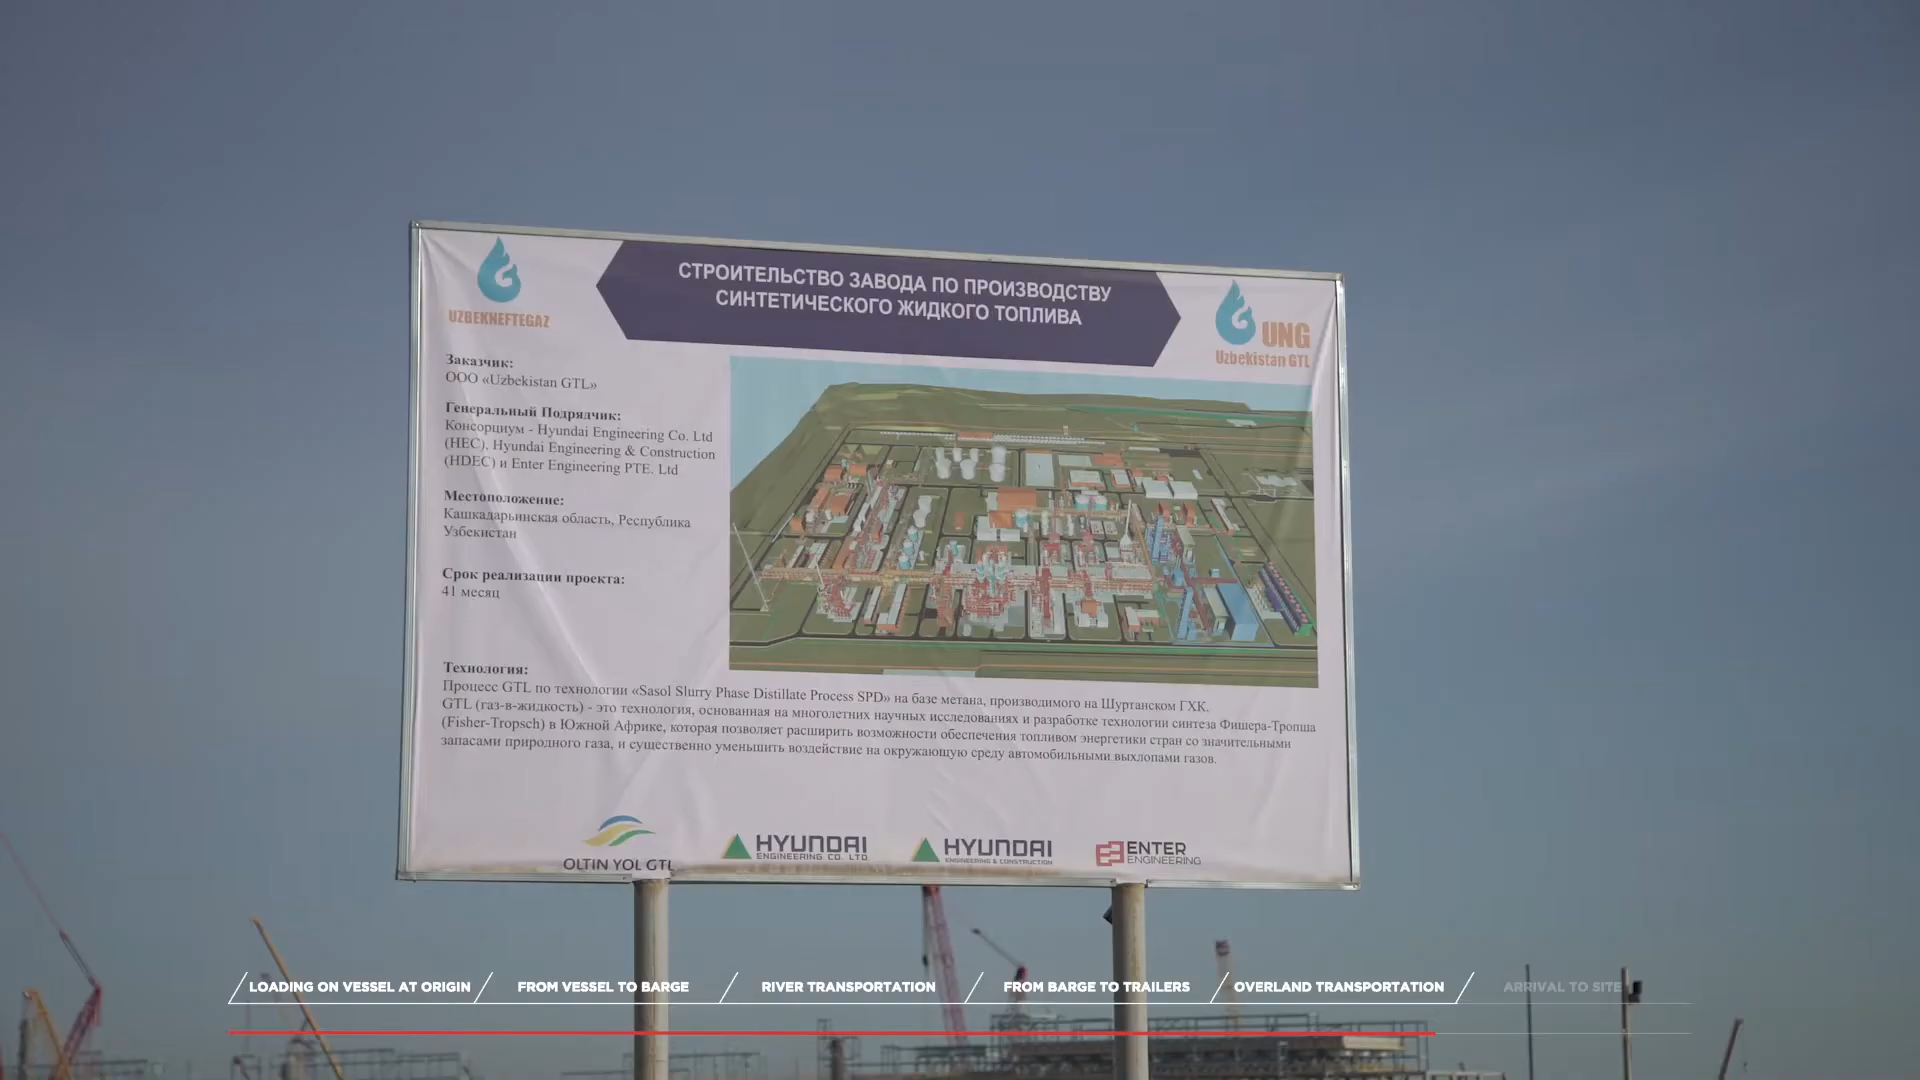 UZBEKNEFTEGAZ
СТРОИТЕЛЬСТВО ЗАВОДА ПО ПРОИЗВОДСТВУ
СИНТЕТИЧЕСКОГО ЖИДКОГО ТОПЛИВА
UNG
Uzbekistan GTL
Заказчик:
ООО «Uzbekistan GTL»
Генеральный Подрядчик:
Консорциум - Hyundai Engineering Co. Ltd
(HEC), Hyundai Engineering & Construction
(HDEC) и Enter Engineering PTE. Ltd
Местоположение:
Кашкадарьинская область, Республика
Узбекистан
Срок реализации проекта:
41 месяц
Технология:
Процесс GTL по технологии «Sasol Slurry Phase Distillate Process SPD» на базе метана, производимого на Шуртанском ГХК.
GTL (газ-в-жидкость) - это технология, основанная на многолетних научных исследованиях и разработке технологии синтеза Фишера-Тропша
(Fisher-Tropsch) в Южной Африке, которая позволяет расширить возможности обеспечения топливом энергетики стран со значительными
запасами природного газа, и существенно уменьшить воздействие на окружающую среду автомобильными выхлопами газов.
OLTIN YOL GTL
HYUNDAI
ENGINEERING CO. LTD.
HYUNDAI
ENGINEERING & CONSTRUCTION
ENTER
ENGINEERING
LOADING ON VESSEL AT ORIGIN
FROM VESSEL TO BARGE
RIVER TRANSPORTATION
FROM BARGE TO TRAILERS
OVERLAND TRANSPORTATION
ARRIVAL TO SITE